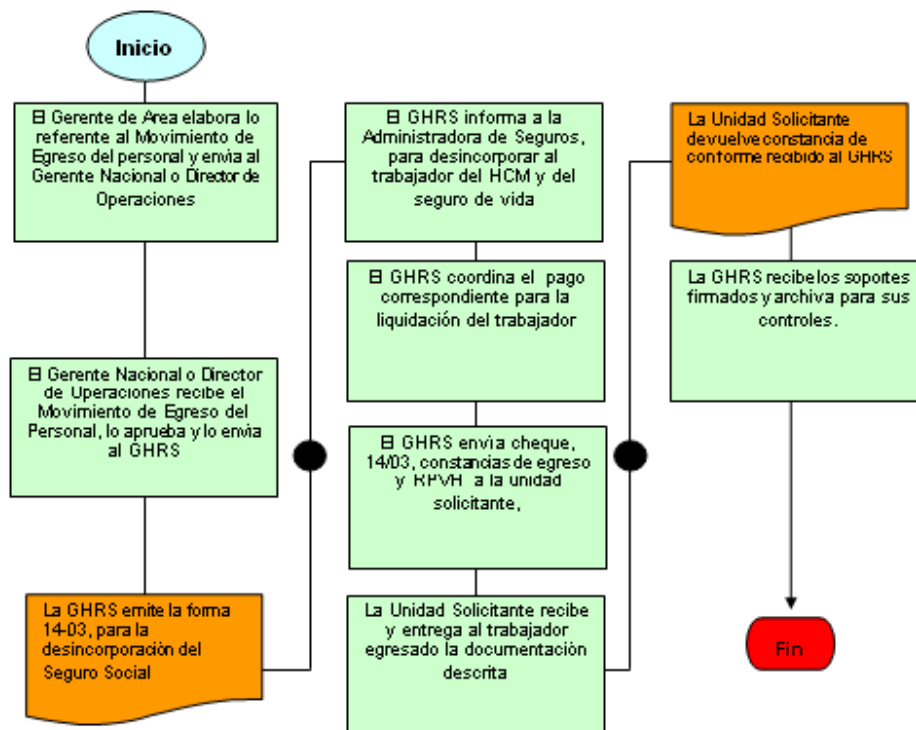 Inicio
El Gerente de Area elabora lo
referente al Movimiento de
Egreso del personal y envia al
Gerente Nacional o Director de
Operaciones
El Gerente Nacional o Director
de Operaciones recibe el
Movimiento de Egreso del
Personal, lo aprueba y lo envia
al GHRS
La GHRS emite la forma
14-03, para la
desincorporación del
Seguro Social
El GHRS informa a la
Administradora de Seguros,
para desincorporar al
trabajador del HCM y del
seguro de vida
El GHRS coordina el pago
correspondiente para la
liquidación del trabajador
El GHRS envía cheque,
14/03, constancias de egreso
y RPVH a la unidad
solicitante,
La Unidad Solicitante recibe
y entrega al trabajador
egresado la documentación
descrita
La Unidad Solicitante
devuelve constancia de
conforme recibido al GHRS
La GHRS recibe los soportes
firmados y archiva para sus
controles.
Fin